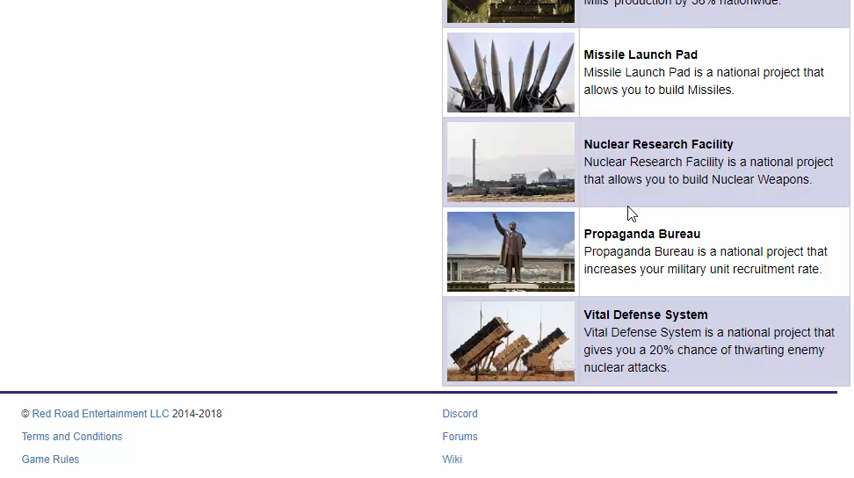 Mills' production by 36% nationwide.
Missile Launch Pad
Missile Launch Pad is a national project that
allows you to build Missiles.
Nuclear Research Facility
Nuclear Research Facility is a national project
that allows you to build Nuclear Weapons.
Propaganda Bureau
Propaganda Bureau is a national project that
increases your military unit recruitment rate.
Vital Defense System
Vital Defense System is a national project that
gives you a 20% chance of thwarting enemy
nuclear attacks.
© Red Road Entertainment LLC 2014-2018
Terms and Conditions
Game Rules
Discord
Forums
Wiki